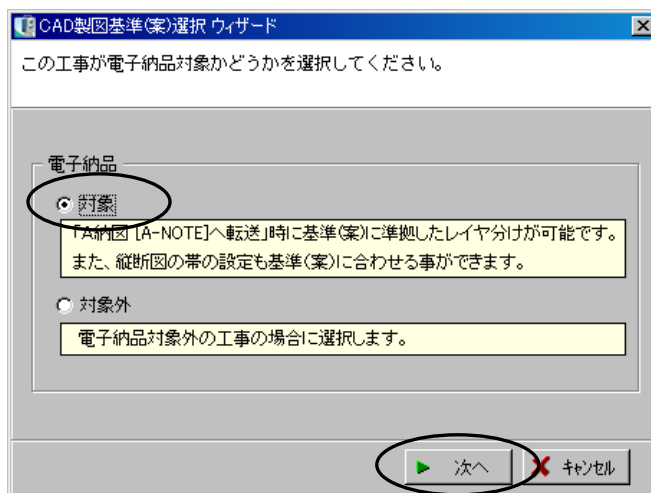 CAD製図基準(案)選択 ウィザード
この工事が電子納品対象かどうかを選択してください。
電子納品
対象
「A納図 [A-NOTE]へ転送」時に基準(案)に準拠したレイヤ分けが可能です。
また、縦断図の帯の設定も基準(案)に合わせる事ができます。
対象外
電子納品対象外の工事の場合に選択します。
次へ
ｷｬﾝｾﾙ